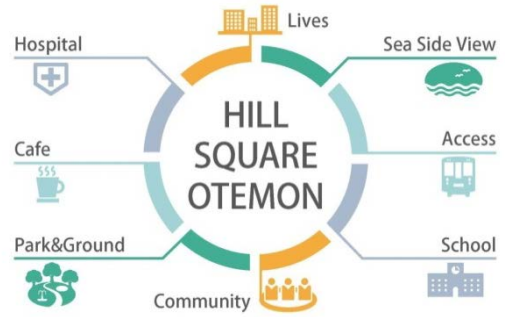 Lives
Hospital
Sea Side View
HILL
SQUARE
OTEMON
Cafe
Access
Park&Ground
School
Community